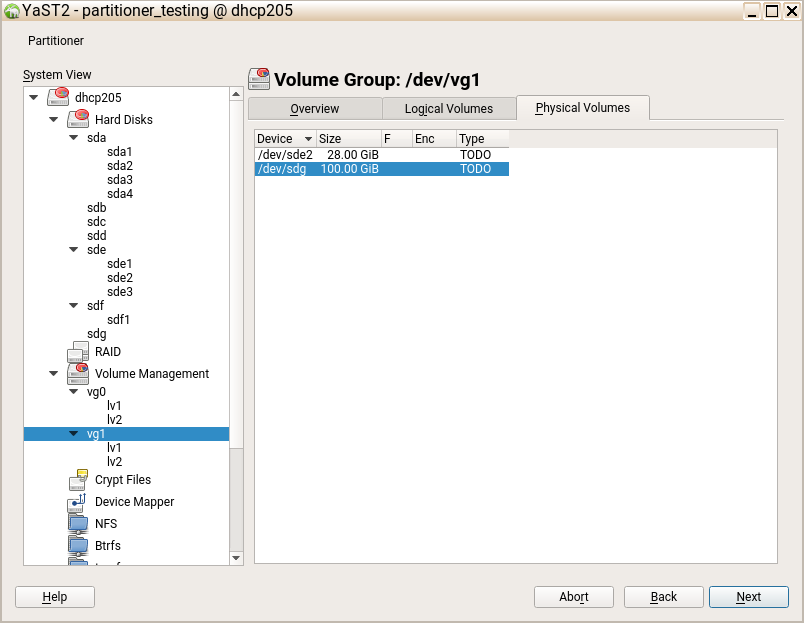 YaST2 - partitioner_testing @ dhcp205
Partitioner
System View
dhcp205
Hard Disks
sda
sda1
sda2
sda3
sda4
sdb
sdc
sdd
sde
sde1
sde2
sde3
sdf
sdf1
sdg
RAID
Volume Management
vg0
lv1
lv2
vg1
lv1
lv2
Crypt Files
Device Mapper
NFS
Btrfs
Volume Group: /dev/vg1
Overview Logical Volumes Physical Volumes
Device Size F Enc Type
/dev/sde2 28.00 GiB TODO
/dev/sdg 100.00 GiB TODO
Help Abort Back Next